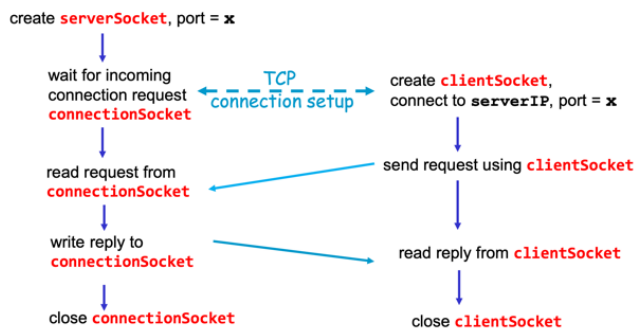 create serverSocket, port = x
wait for incoming
connection request
connectionSocket
TCP
connection setup
create clientSocket,
connect to serverIP, port = x
read request from
connectionSocket
send request using clientSocket
write reply to
connectionSocket
read reply from clientSocket
close connectionSocket
close clientSocket